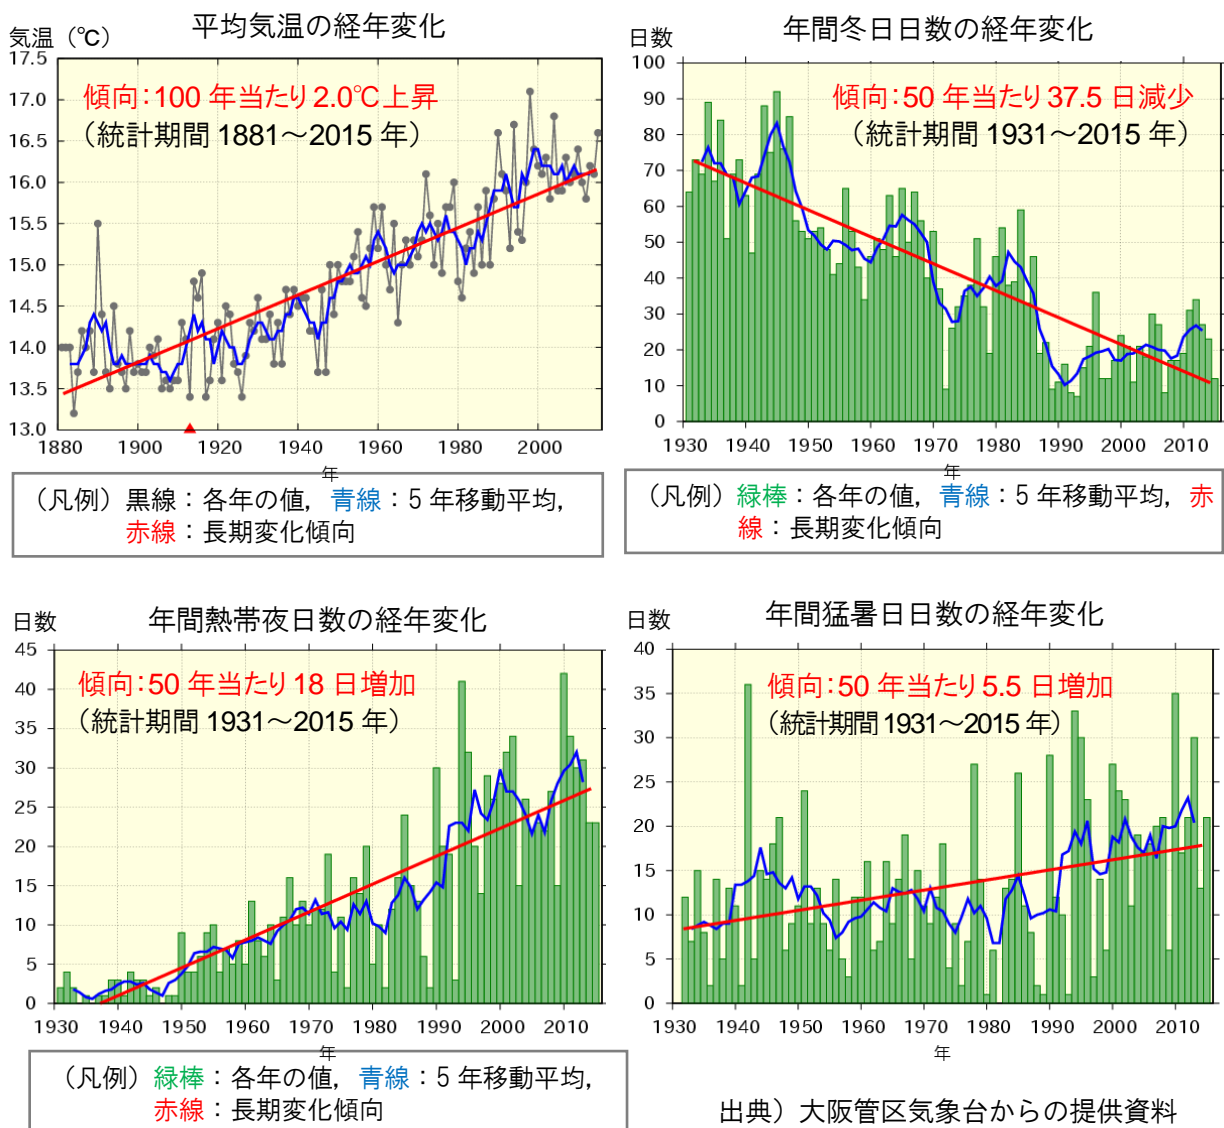 平均気温の経年変化
気温（℃）
17.5
17.0
16.5
16.0
15.5
15.0
14.5
14.0
13.5
13.0
傾向：100 年当たり 2.0℃上昇
（統計期間 1881～2015 年）
1880 1900 1920 1940 1960 1980 2000
年
（凡例）黒線：各年の値，青線：5 年移動平均，
赤線：長期変化傾向
年間冬日日数の経年変化
日数
100
90
80
70
60
50
40
30
20
10
0
傾向：50 年当たり 37.5 日減少
（統計期間 1931～2015 年）
1930 1940 1950 1960 1970 1980 1990 2000 2010
年
（凡例）緑棒：各年の値，青線：5 年移動平均，赤
線：長期変化傾向
年間熱帯夜日数の経年変化
日数
45
40
35
30
25
20
15
10
5
0
傾向：50 年当たり 18 日増加
（統計期間 1931～2015 年）
1930 1940 1950 1960 1970 1980 1990 2000 2010
年
（凡例）緑棒：各年の値，青線：5 年移動平均，
赤線：長期変化傾向
年間猛暑日日数の経年変化
日数
40
35
30
25
20
15
10
5
0
傾向：50 年当たり 5.5 日増加
（統計期間 1931～2015 年）
1930 1940 1950 1960 1970 1980 1990 2000 2010
年
出典）大阪管区気象台からの提供資料